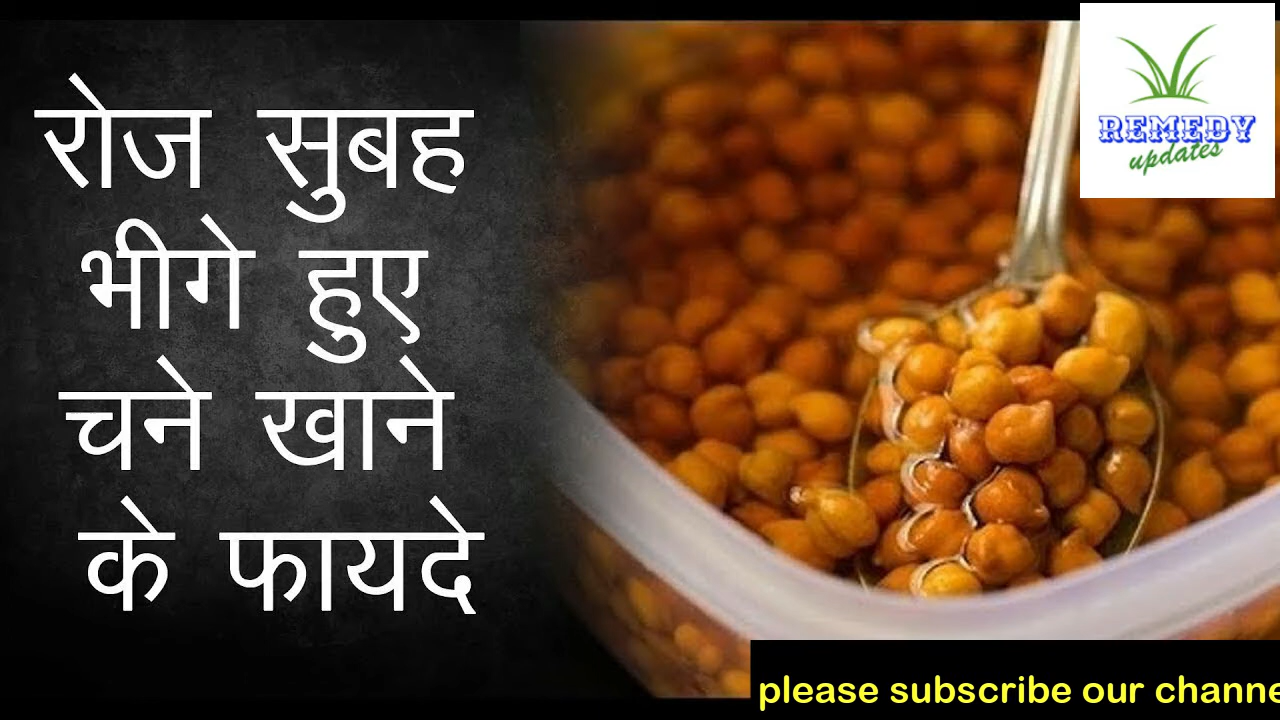 रोज सुबह
भीगे हुए
चने खाने
के फायदे
REMEDY
updates
please subscribe our channe